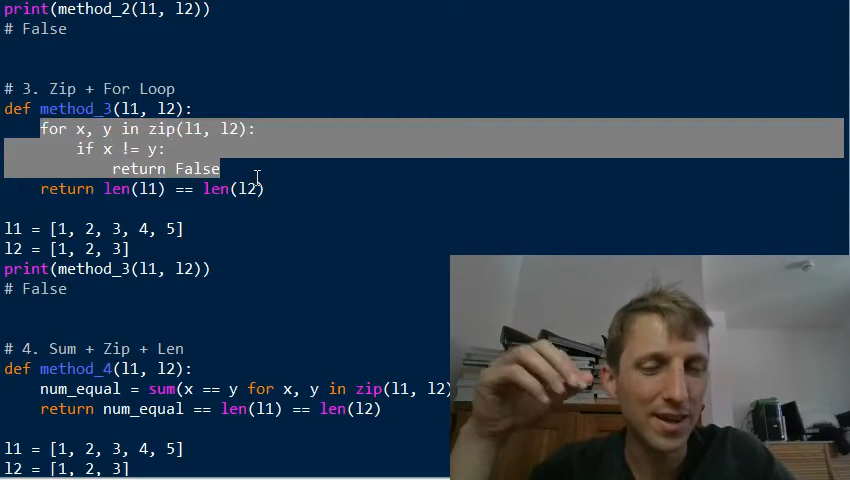 print(method_2(l1, l2))
# False
# 3. Zip + For Loop
def method_3(l1, l2):
for x, y in zip(l1, l2):
if x != y:
return False
return len(l1) == len(l2)
l1 = [1, 2, 3, 4, 5]
l2 = [1, 2, 3]
print(method_3(l1, l2))
# False
# 4. Sum + Zip + Len
def method_4(l1, l2):
num_equal = sum(x == y for x, y in zip(l1, l2)
return num_equal == len(l1) == len(l2)
l1 = [1, 2, 3, 4, 5]
l2 = [1, 2, 3]